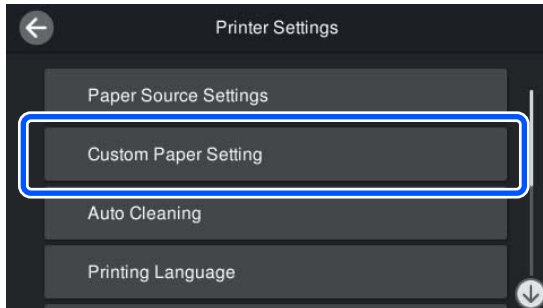 Printer Settings
Paper Source Settings
Custom Paper Setting
Auto Cleaning
Printing Language